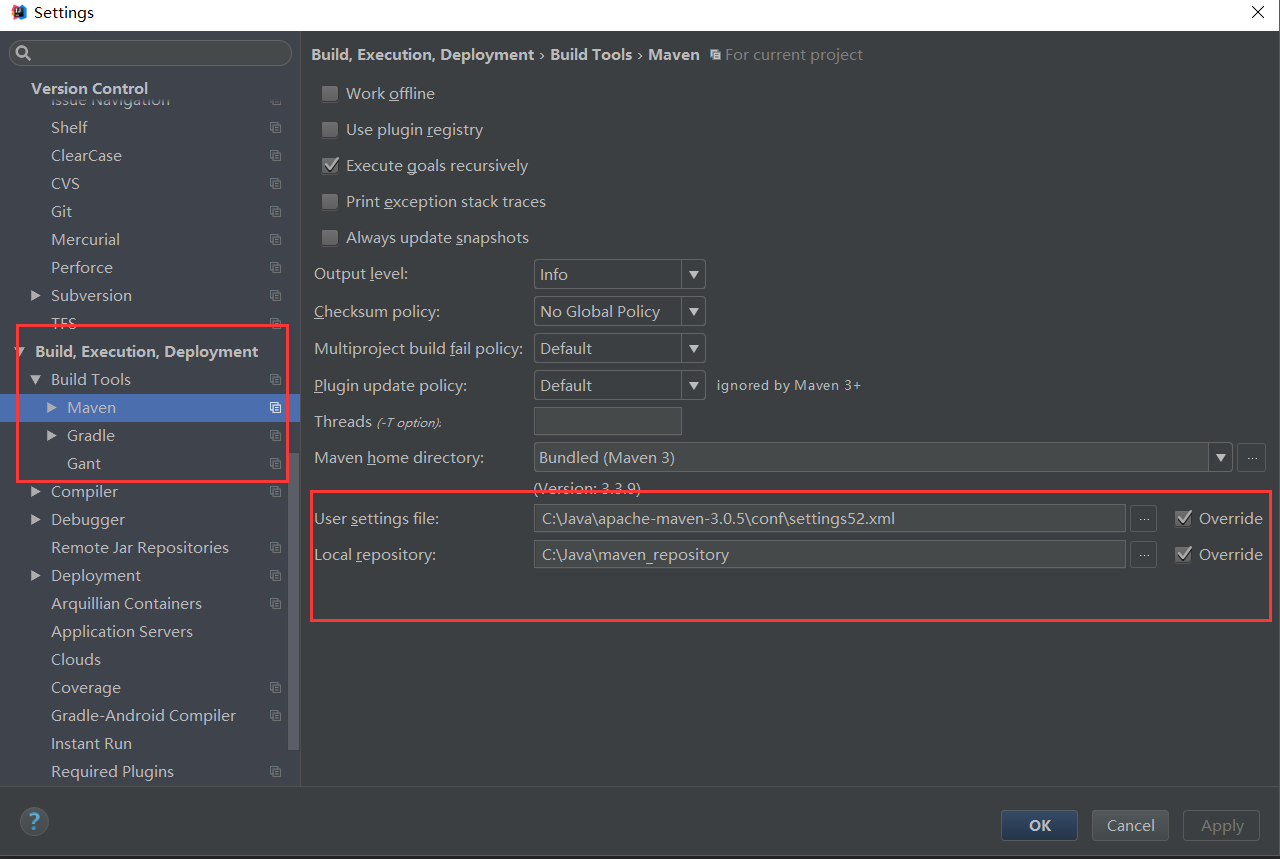 Settings
Version Control
Issue Navigation
Shelf
ClearCase
CVS
Git
Mercurial
Perforce
Subversion
TFS
Build, Execution, Deployment
Build Tools
Maven
Gradle
Gant
Compiler
Debugger
Remote Jar Repositories
Deployment
Arquillian Containers
Application Servers
Clouds
Coverage
Gradle-Android Compiler
Instant Run
Required Plugins
Build, Execution, Deployment › Build Tools › Maven For current project
Work offline
Use plugin registry
Execute goals recursively
Print exception stack traces
Always update snapshots
Output level: Info
Checksum policy: No Global Policy
Multiproject build fail policy: Default
Plugin update policy: Default ignored by Maven 3+
Threads (-T option):
Maven home directory: Bundled (Maven 3) ...
(Version: 3.3.9)
User settings file: C:\Java\apache-maven-3.0.5\conf\settings52.xml ... Override
Local repository: C:\Java\maven_repository ... Override
? OK Cancel Apply